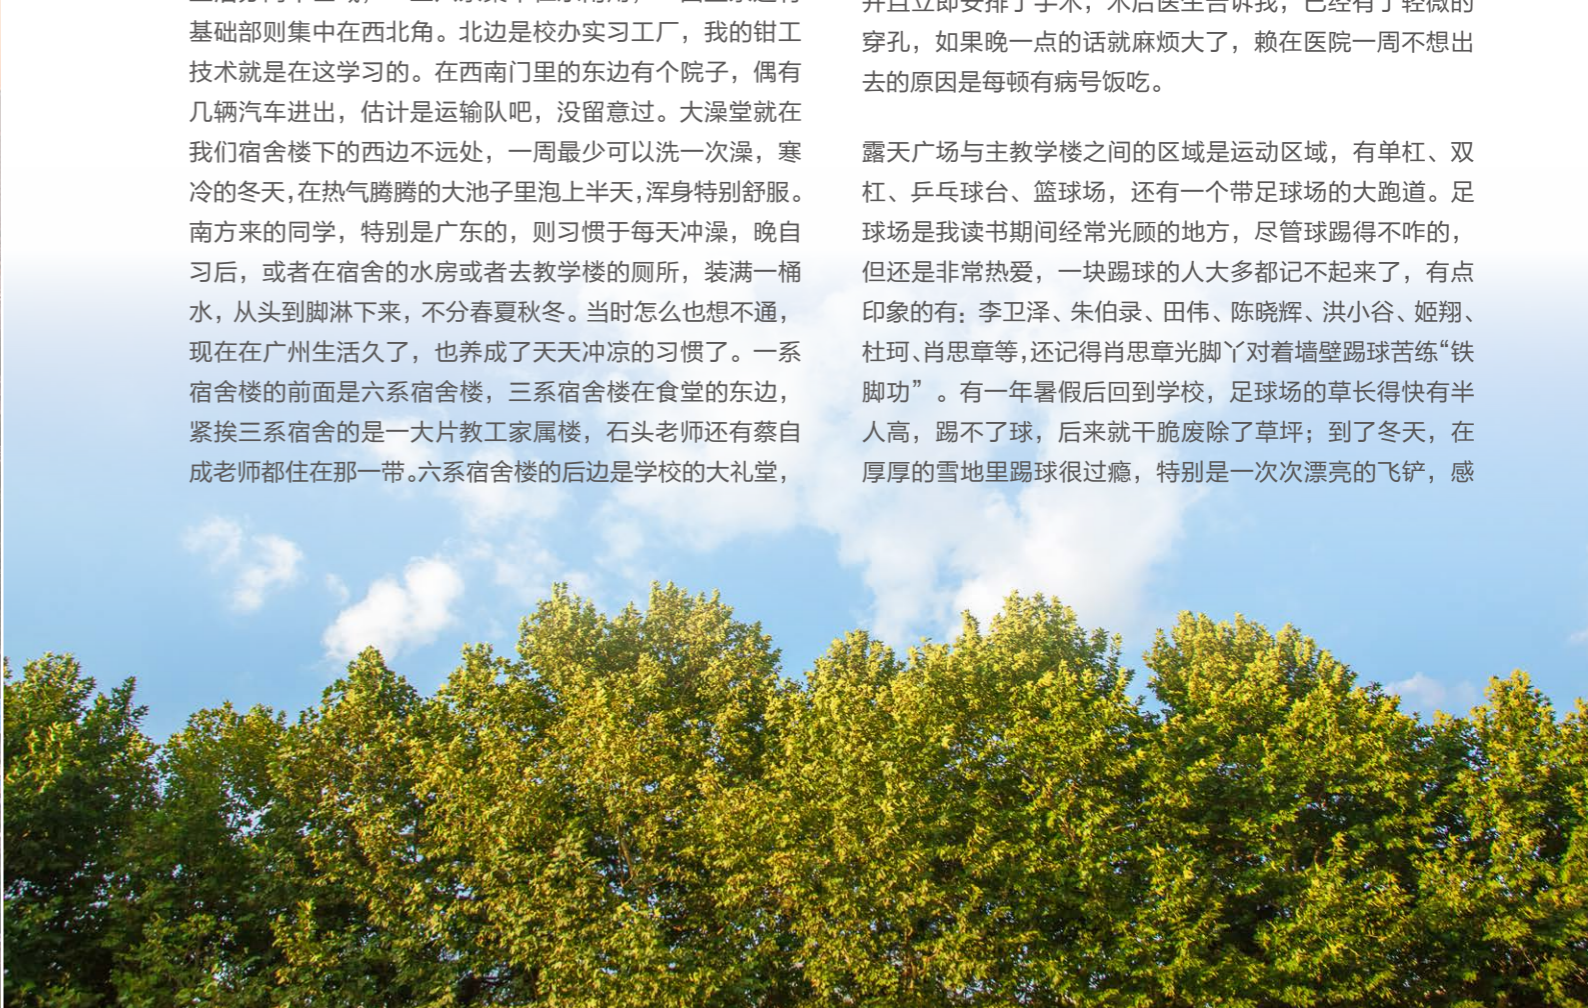 基础部则集中在西北角。北边是校办实习工厂，我的钳工
技术就是在这学习的。在西南门里的东边有个院子，偶有
几辆汽车进出，估计是运输队吧，没留意过。大澡堂就在
我们宿舍楼下的西边不远处，一周最少可以洗一次澡，寒
冷的冬天，在热气腾腾的大池子里泡上半天，浑身特别舒服。
南方来的同学，特别是广东的，则习惯于每天冲澡，晚自
习后，或者在宿舍的水房或者去教学楼的厕所，装满一桶
水，从头到脚淋下来，不分春夏秋冬。当时怎么也想不通，
现在在广州生活久了，也养成了天天冲凉的习惯了。一系
宿舍楼的前面是六系宿舍楼，三系宿舍楼在食堂的东边，
紧挨三系宿舍的是一大片教工家属楼，石头老师还有蔡自
成老师都住在那一带。六系宿舍楼的后边是学校的大礼堂，
并且立即安排了手术，术后医生告诉我，已经有了轻微的
穿孔，如果晚一点的话就麻烦大了，赖在医院一周不想出
去的原因是每顿有病号饭吃。
露天广场与主教学楼之间的区域是运动区域，有单杠、双
杠、乒乓球台、篮球场，还有一个带足球场的大跑道。足
球场是我读书期间经常光顾的地方，尽管球踢得不咋的，
但还是非常热爱，一块踢球的人大多都记不起来了，有点
印象的有：李卫泽、朱伯录、田伟、陈晓辉、洪小谷、姬翔、
杜珂、肖思章等，还记得肖思章光脚丫对着墙壁踢球苦练“铁
脚功”。有一年暑假后回到学校，足球场的草长得快有半
人高，踢不了球，后来就干脆废除了草坪；到了冬天，在
厚厚的雪地里踢球很过瘾，特别是一次次漂亮的飞铲，感